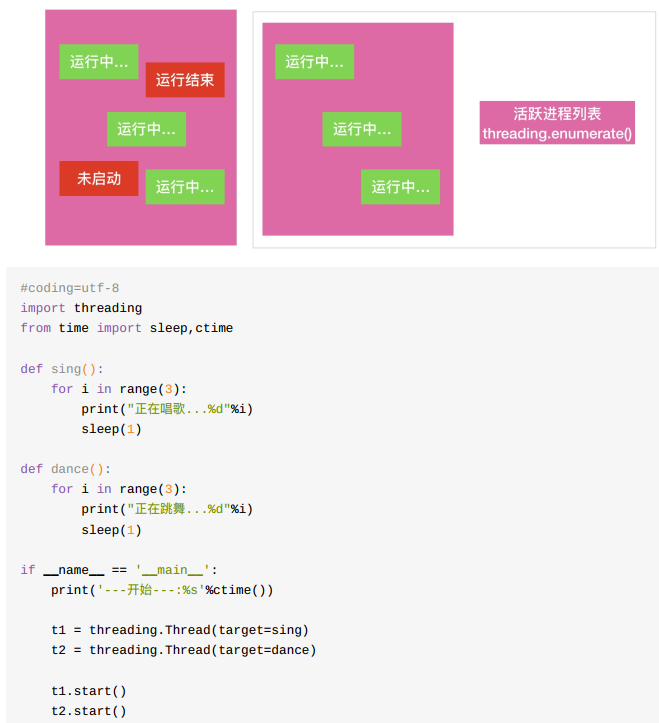 运行中...
运行结束
运行中...
未启动
运行中...
运行中...
运行中...
运行中...
活跃进程列表
threading.enumerate()
#coding=utf-8
import threading
from time import sleep,ctime

def sing():
    for i in range(3):
        print("正在唱歌...%d"%i)
        sleep(1)

def dance():
    for i in range(3):
        print("正在跳舞...%d"%i)
        sleep(1)

if __name__ == '__main__':
    print('---开始---:%s'%ctime())

    t1 = threading.Thread(target=sing)
    t2 = threading.Thread(target=dance)

    t1.start()
    t2.start()